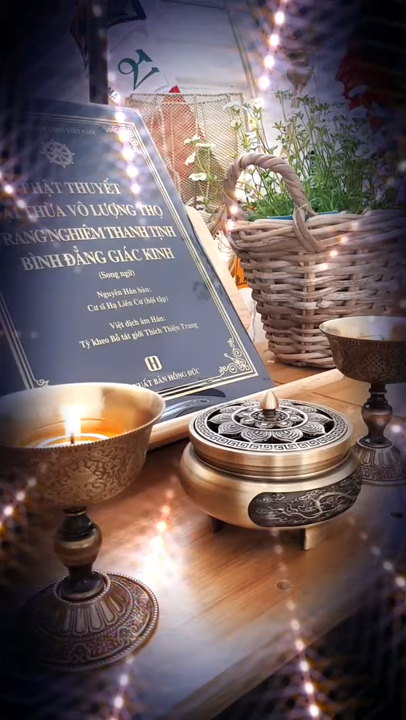 THUYẾT
THỪA VÔ LƯỢNG THỌ
TRANG NGHIÊM THANH TỊNH
BÌNH ĐẲNG GIÁC KINH
(Song ngữ)
Nguyên Hán bản:
Cư sĩ Hạ Liên Cư (hội tập)
Việt dịch âm Hán:
Tỳ kheo Bồ tát giới Thích Thiện Trang
H
XUẤT BẢN HỒNG ĐỨC